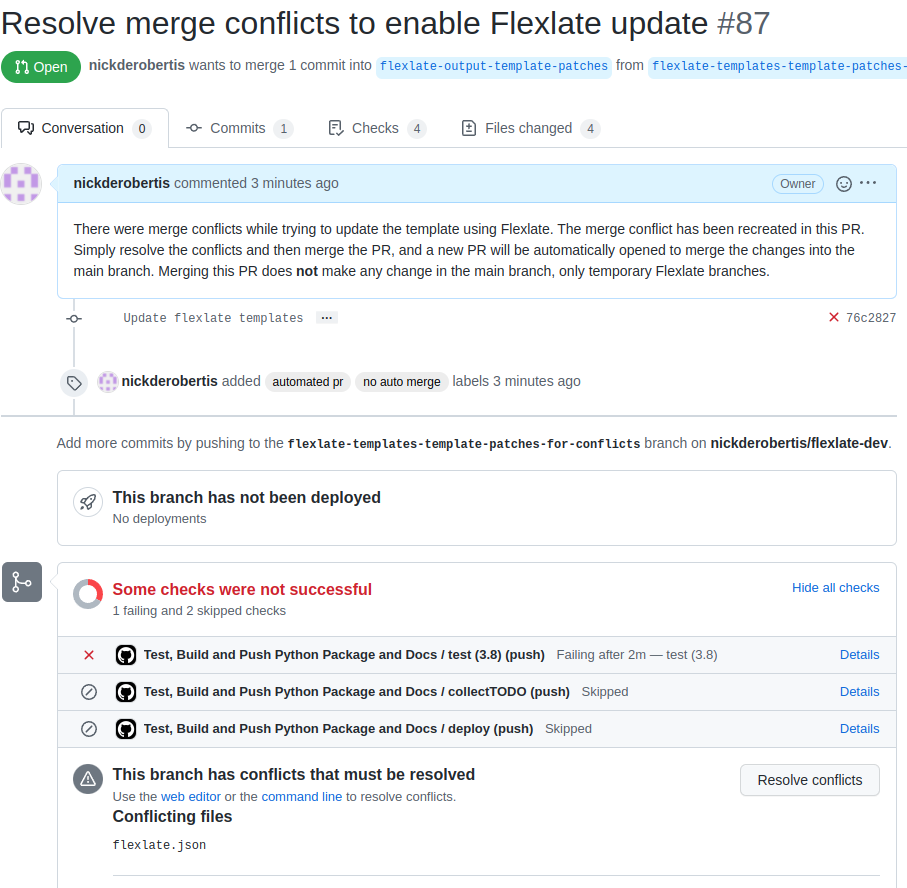 Resolve merge conflicts to enable Flexlate update #87
Open nickderobertis wants to merge 1 commit into flexlate-output-template-patches from flexlate-templates-template-patches-
Conversation 0 Commits 1 Checks 4 Files changed 4
nickderobertis commented 3 minutes ago Owner ···
There were merge conflicts while trying to update the template using Flexlate. The merge conflict has been recreated in this PR.
Simply resolve the conflicts and then merge the PR, and a new PR will be automatically opened to merge the changes into the
main branch. Merging this PR does not make any change in the main branch, only temporary Flexlate branches.
Update flexlate templates ··· 76c2827
nickderobertis added automated pr no auto merge labels 3 minutes ago
Add more commits by pushing to the flexlate-templates-template-patches-for-conflicts branch on nickderobertis/flexlate-dev.
This branch has not been deployed
No deployments
Some checks were not successful Hide all checks
1 failing and 2 skipped checks
Test, Build and Push Python Package and Docs / test (3.8) (push) Failing after 2m — test (3.8) Details
Test, Build and Push Python Package and Docs / collectTODO (push) Skipped Details
Test, Build and Push Python Package and Docs / deploy (push) Skipped Details
This branch has conflicts that must be resolved Resolve conflicts
Use the web editor or the command line to resolve conflicts.
Conflicting files
flexlate.json